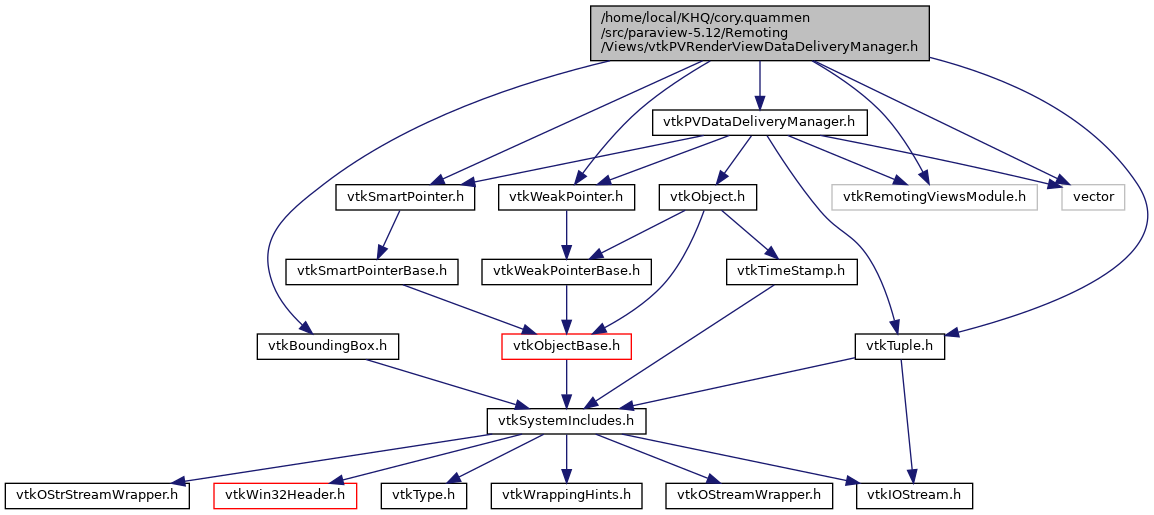 /home/local/KHQ/cory.quammen
/src/paraview-5.12/Remoting
/Views/vtkPVRenderViewDataDeliveryManager.h
vtkPVDataDeliveryManager.h
vtkSmartPointer.h
vtkWeakPointer.h
vtkObject.h
vtkRemotingViewsModule.h
vector
vtkSmartPointerBase.h
vtkWeakPointerBase.h
vtkTimeStamp.h
vtkBoundingBox.h
vtkObjectBase.h
vtkTuple.h
vtkSystemIncludes.h
vtkOStrStreamWrapper.h
vtkWin32Header.h
vtkType.h
vtkWrappingHints.h
vtkOStreamWrapper.h
vtkIOStream.h